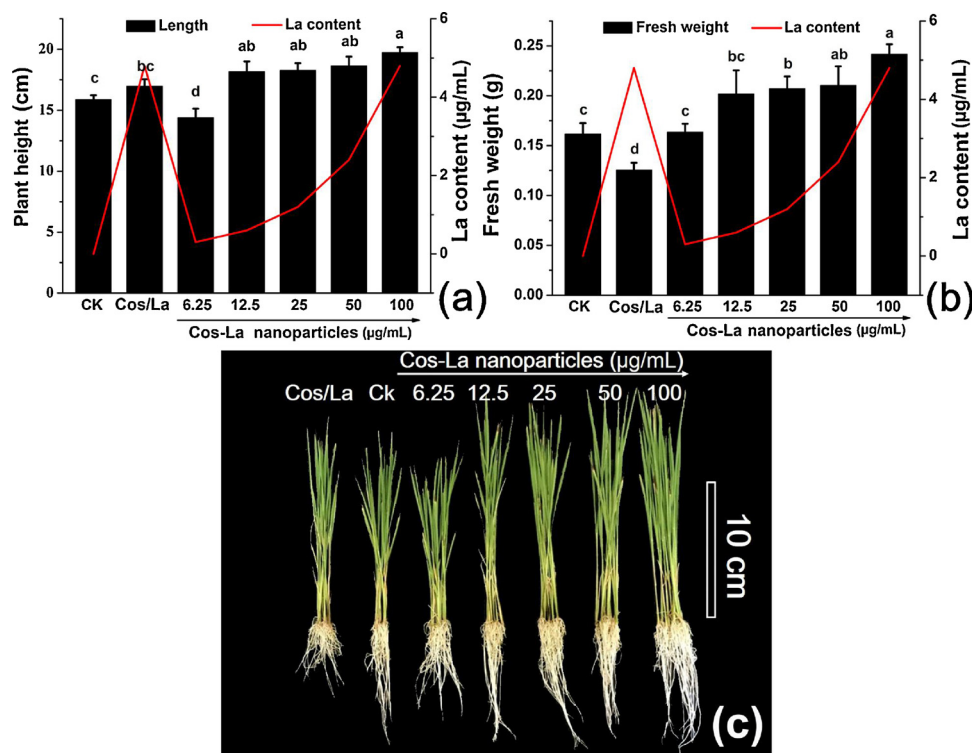 Length La content
a
ab ab ab
bc
c
d
Plant height (cm)
20
15
10
5
0
6
4
2
0
La content (µg/mL)
CK Cos/La 6.25 12.5 25 50 100
Cos-La nanoparticles (µg/mL)
(a)
Fresh weight La content
a
bc b ab
c c
d
Fresh weight (g)
0.25
0.20
0.15
0.10
0.05
0.00
6
4
2
0
La content (µg/mL)
CK Cos/La 6.25 12.5 25 50 100
Cos-La nanoparticles (µg/mL)
(b)
Cos-La nanoparticles (µg/mL)
Cos/La Ck 6.25 12.5 25 50 100
10 cm
(c)